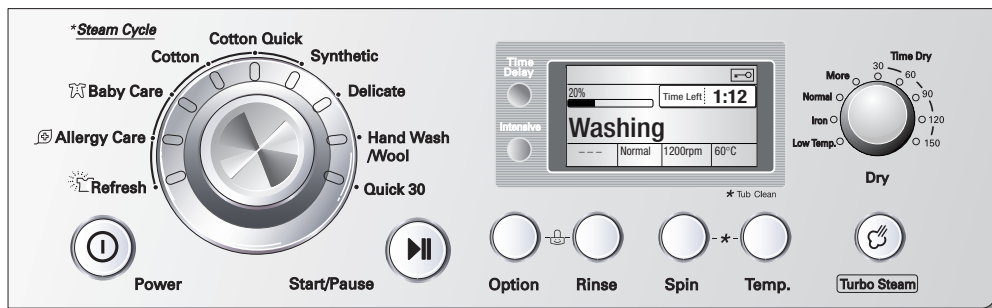 *Steam Cycle
Cotton Quick
Cotton
Synthetic
Baby Care
Delicate
Allergy Care
Hand Wash
/Wool
Refresh
Quick 30
Power
Start/Pause
Time
Delay
Intensive
20%
Time Left 1:12
Washing
--- Normal 1200rpm 60°C
* Tub Clean
Option
Rinse
Spin
-*-
Temp.
Time Dry
More
30
60
Normal
90
Iron
120
Low Temp.
150
Dry
Turbo Steam